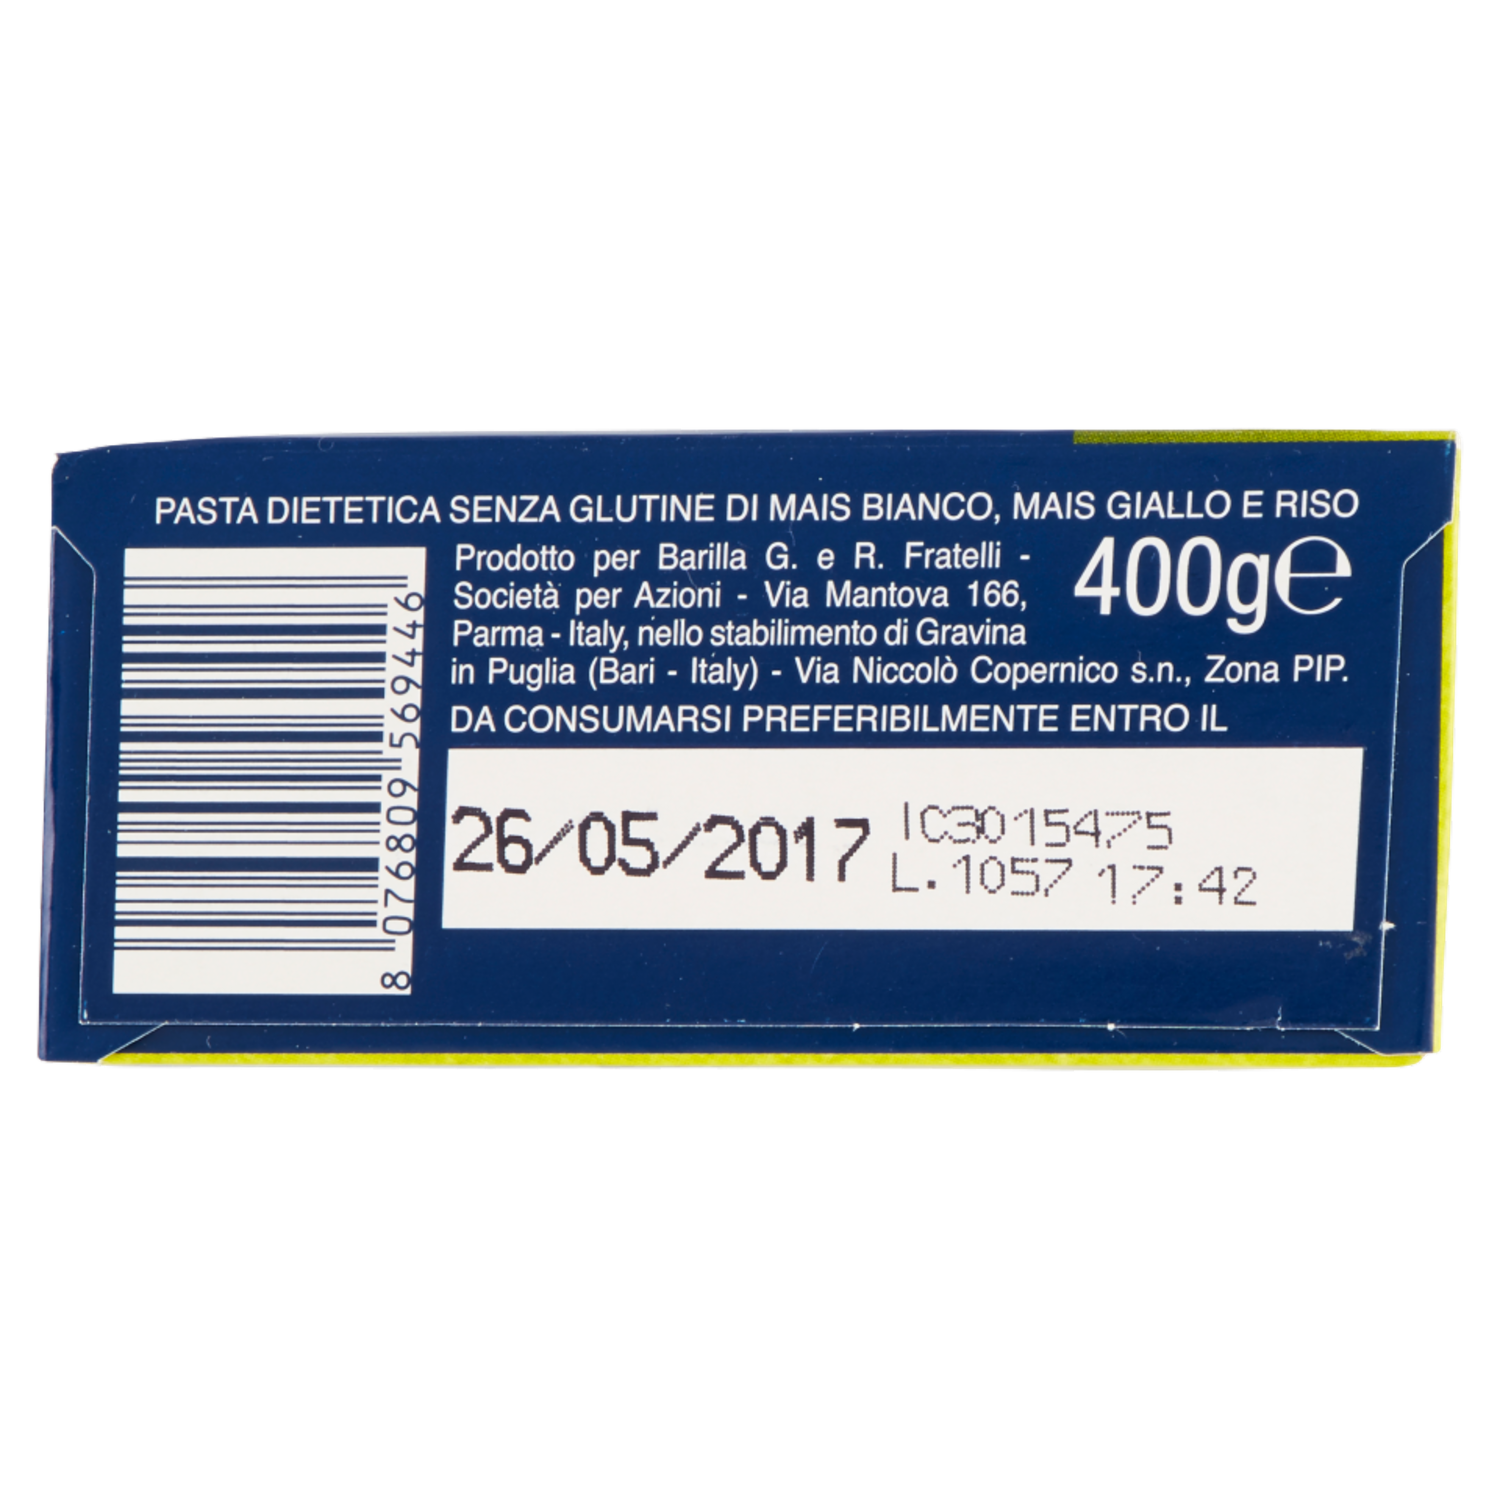 PASTA DIETETICA SENZA GLUTINE DI MAIS BIANCO, MAIS GIALLO E RISO
Prodotto per Barilla G. e R. Fratelli -
Società per Azioni - Via Mantova 166,
Parma - Italy, nello stabilimento di Gravina
in Puglia (Bari - Italy) - Via Niccolò Copernico s.n., Zona PIP.
400g℮
DA CONSUMARSI PREFERIBILMENTE ENTRO IL
26/05/2017
IC3015475
L.1057 17:42
8 076809 569446